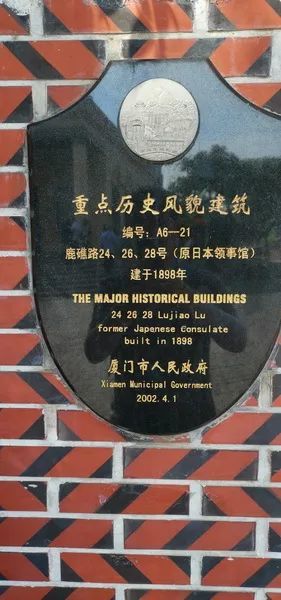 重点历史风貌建筑
编号：A6—21
鹿礁路24、26、28号（原日本领事馆）
建于1898年
THE MAJOR HISTORICAL BUILDINGS
24 26 28 Lujiao Lu
former Japenese Consulate
built in 1898
厦门市人民政府
Xiamen Municipal Government
2002.4.1